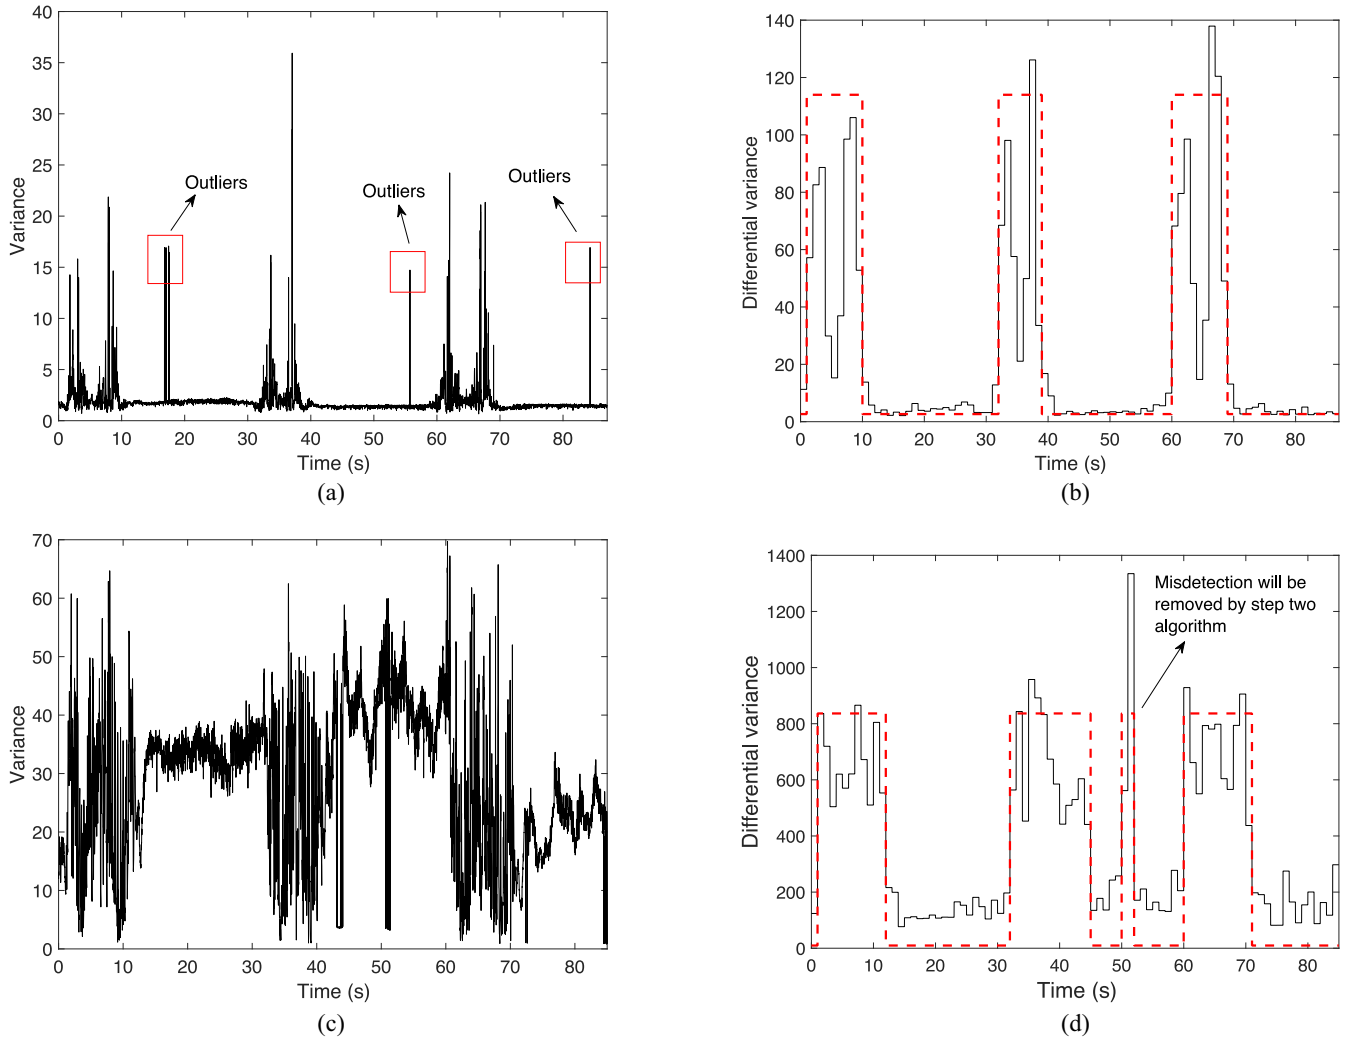 40
35
30
25
20
15
10
5
0
Variance
Outliers
Outliers
Outliers
0 10 20 30 40 50 60 70 80
Time (s)
(a)
140
120
100
80
60
40
20
0
Differential variance
0 10 20 30 40 50 60 70 80
Time (s)
(b)
70
60
50
40
30
20
10
0
Variance
0 10 20 30 40 50 60 70 80
Time (s)
(c)
1400
1200
1000
800
600
400
200
0
Differential variance
Misdetection will be
removed by step two
algorithm
0 10 20 30 40 50 60 70 80
Time (s)
(d)